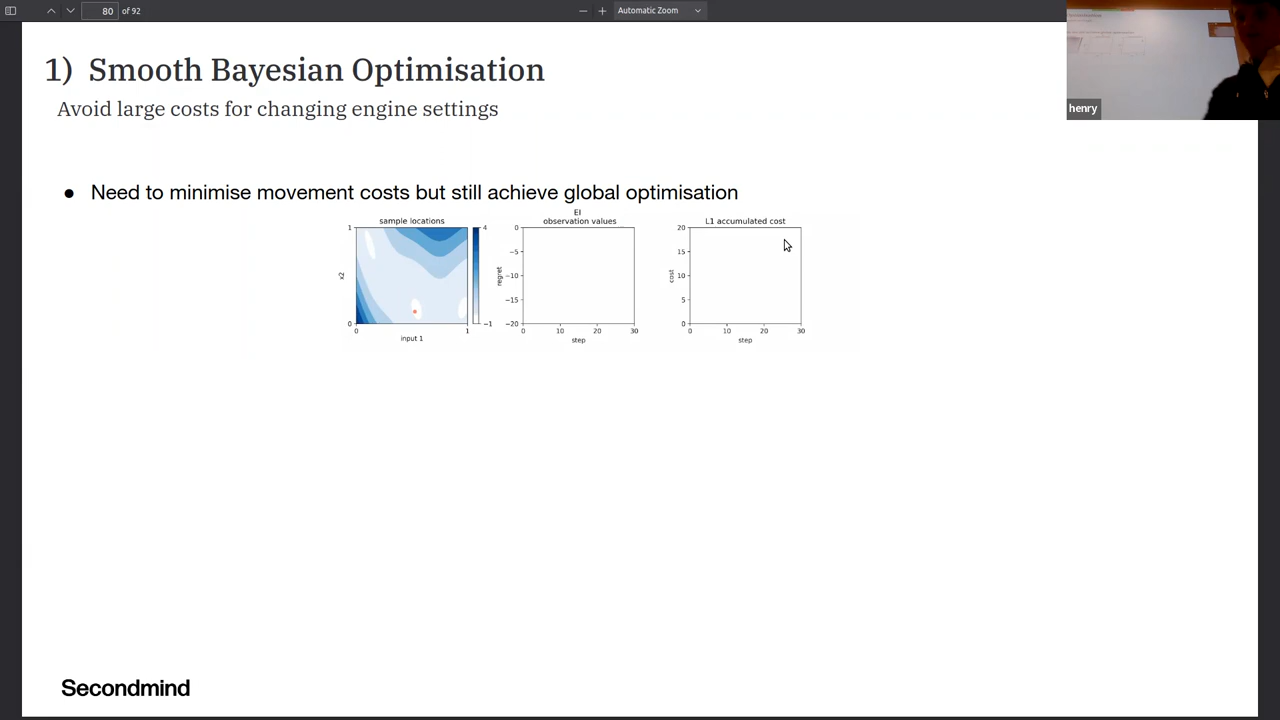 80 of 92
Automatic Zoom
1) Smooth Bayesian Optimisation
Avoid large costs for changing engine settings
henry
● Need to minimise movement costs but still achieve global optimisation
sample locations
1
x2
0
0
1
input 1
4
−1
EI
observation values
0
−5
−10
−15
−20
regret
0
10
20
30
step
L1 accumulated cost
20
15
10
5
0
cost
0
10
20
30
step
Secondmind